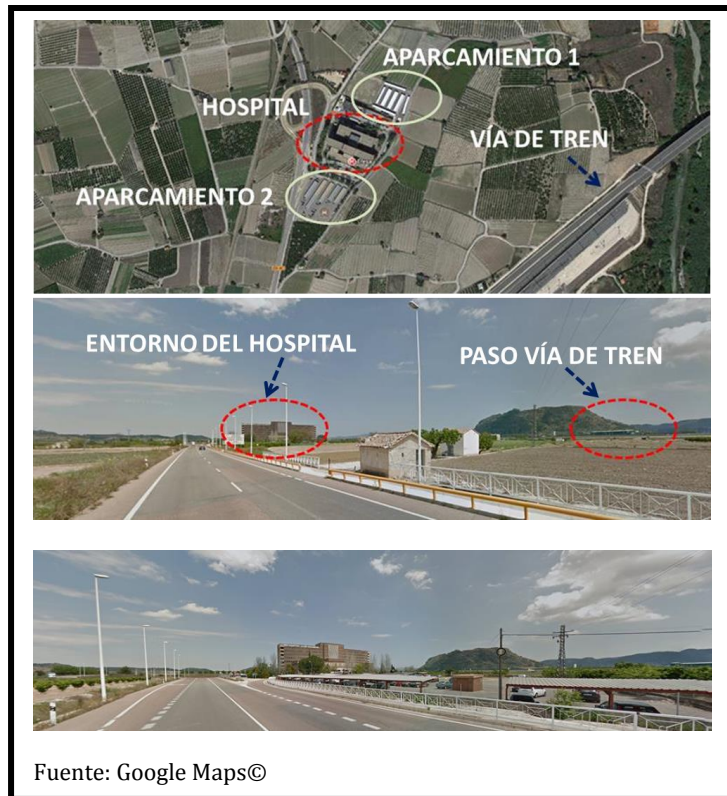 APARCAMIENTO 1
HOSPITAL
VÍA DE TREN
APARCAMIENTO 2
ENTORNO DEL HOSPITAL
PASO VÍA DE TREN
Fuente: Google Maps©